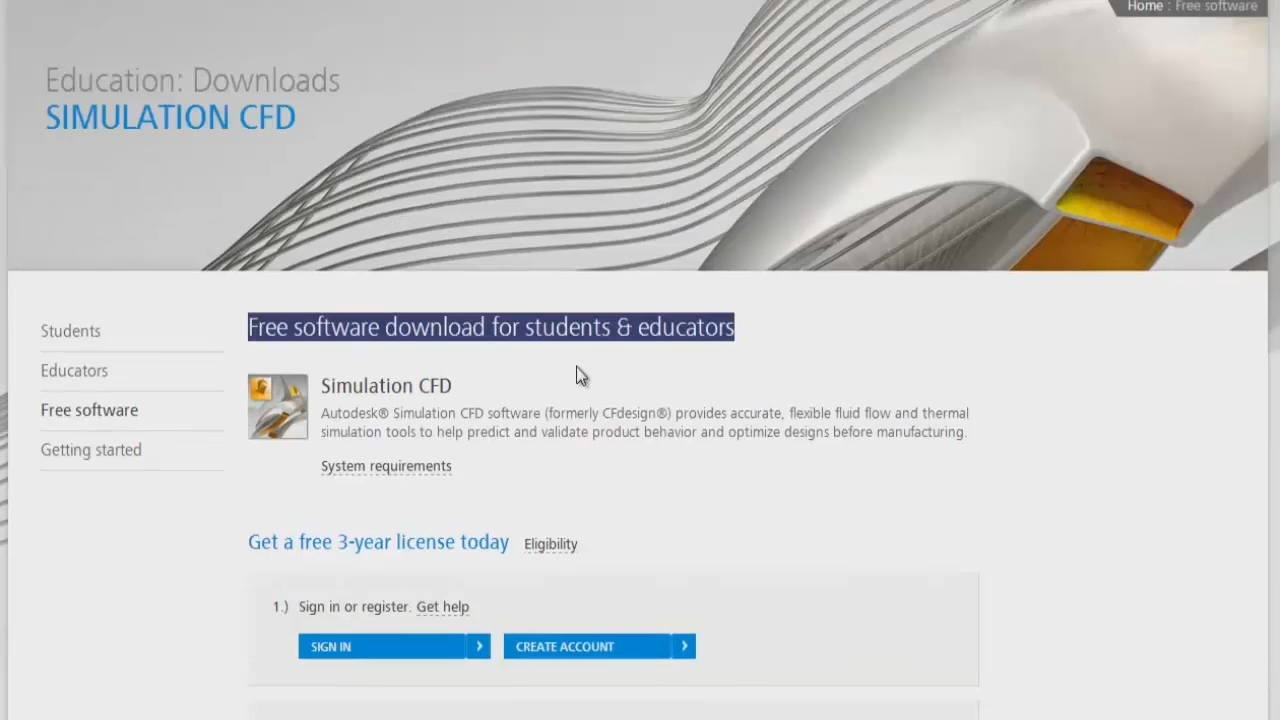 Home : Free software
Education: Downloads
SIMULATION CFD
Students
Educators
Free software
Getting started
Free software download for students & educators
Simulation CFD
Autodesk® Simulation CFD software (formerly CFdesign®) provides accurate, flexible fluid flow and thermal
simulation tools to help predict and validate product behavior and optimize designs before manufacturing.
System requirements
Get a free 3-year license today Eligibility
1.) Sign in or register. Get help
SIGN IN
CREATE ACCOUNT